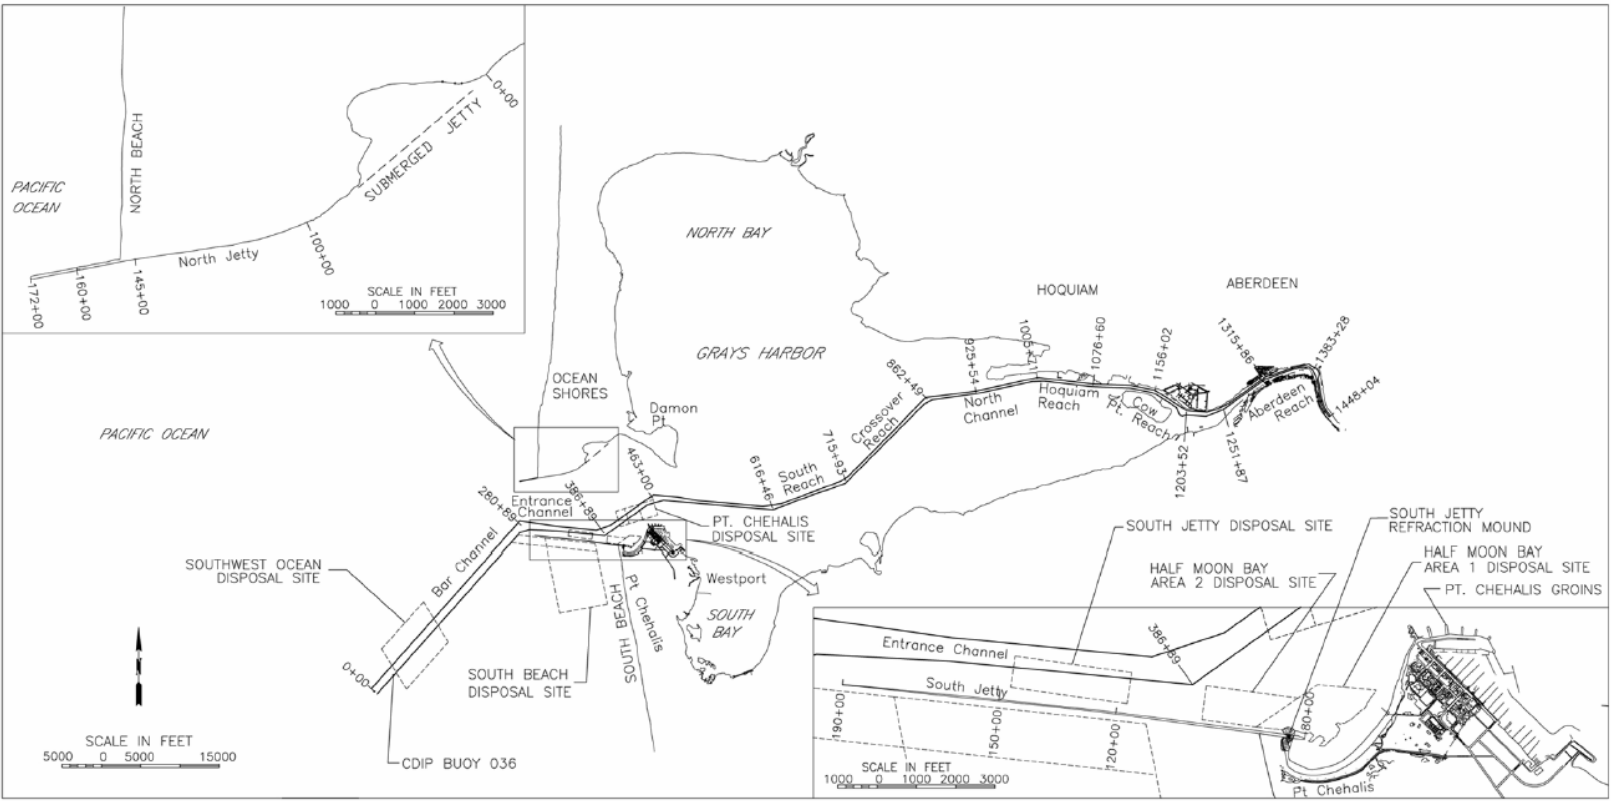 PACIFIC
OCEAN
NORTH BEACH
SUBMERGED JETTY
0+00
100+00
North Jetty
145+00
160+00
172+00
SCALE IN FEET
1000 0 1000 2000 3000
NORTH BAY
HOQUIAM
ABERDEEN
GRAYS HARBOR
OCEAN
SHORES
Damon
Pt
PACIFIC OCEAN
862+49
925+54
1005+71
1076+60
1156+02
1315+86
1383+28
1448+04
North
Channel
Hoquiam
Reach
Cow
Pt. Reach
Aberdeen
Reach
Crossover
Reach
715+93
South
Reach
616+46
463+00
1203+52
1251+87
Entrance
Channel
386+89
280+89
Bar Channel
PT. CHEHALIS
DISPOSAL SITE
SOUTHWEST OCEAN
DISPOSAL SITE
0+00
Westport
SOUTH
BAY
Pt Chehalis
SOUTH BEACH
SOUTH BEACH
DISPOSAL SITE
CDIP BUOY 036
N
SCALE IN FEET
5000 0 5000 15000
SOUTH JETTY DISPOSAL SITE
SOUTH JETTY
REFRACTION MOUND
HALF MOON BAY
AREA 2 DISPOSAL SITE
HALF MOON BAY
AREA 1 DISPOSAL SITE
PT. CHEHALIS GROINS
Entrance Channel
386+89
South Jetty
190+00
150+00
120+00
80+00
SCALE IN FEET
1000 0 1000 2000 3000
Pt Chehalis